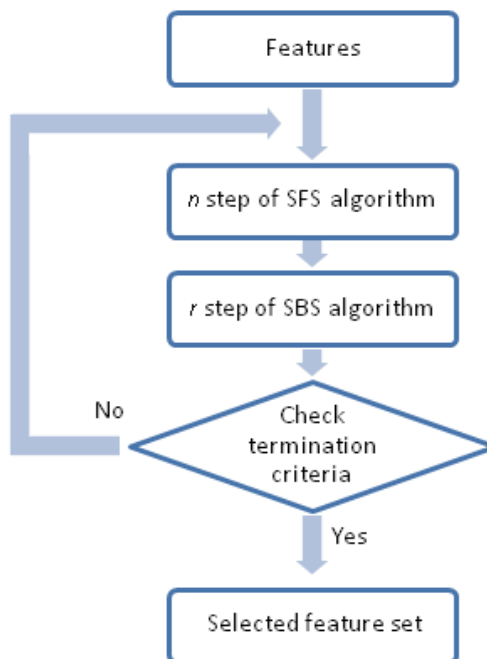 Features
n step of SFS algorithm
r step of SBS algorithm
No
Check
termination
criteria
Yes
Selected feature set